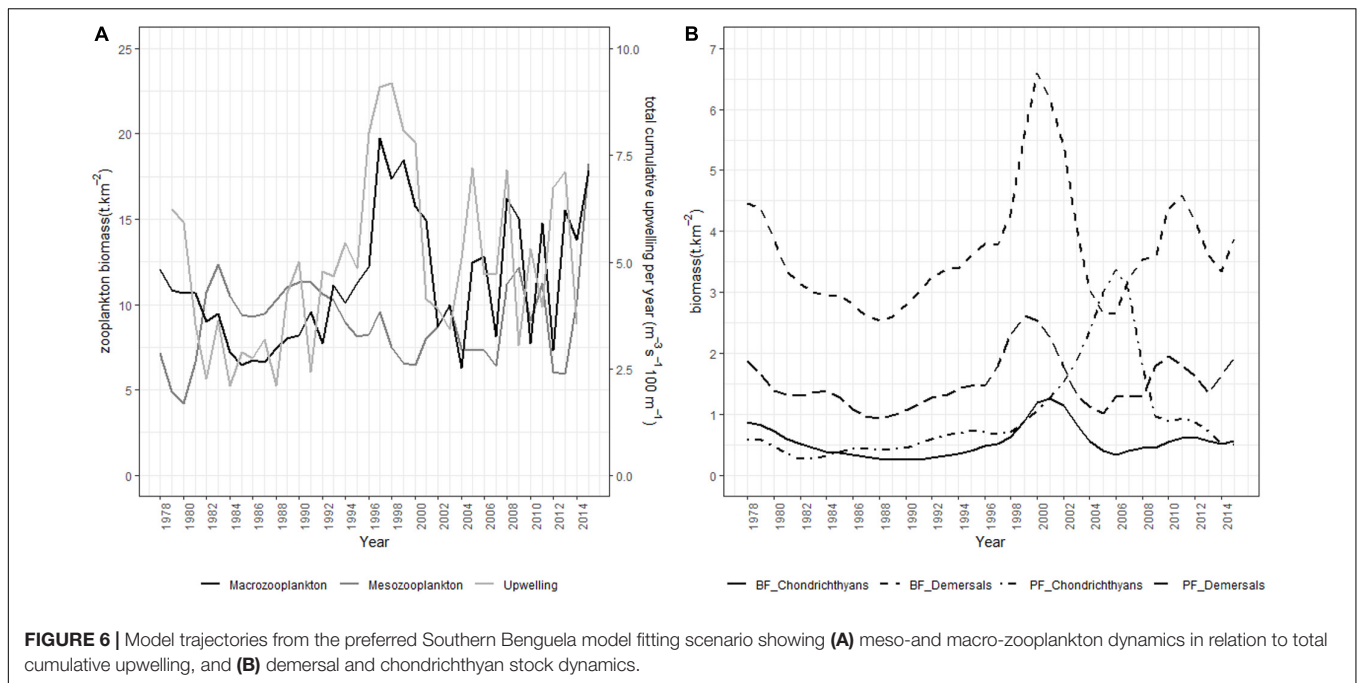 A
zooplankton biomass(t.km−2)
25
20
15
10
5
0
10.0
7.5
5.0
2.5
0.0
total cumulative upwelling per year (m−3s−1100 m−1)
1978 1980 1982 1984 1986 1988 1990 1992 1994 1996 1998 2000 2002 2004 2006 2008 2010 2012 2014
Year
Macrozooplankton Mesozooplankton Upwelling
B
biomass(t.km−2)
7
6
5
4
3
2
1
0
1978 1980 1982 1984 1986 1988 1990 1992 1994 1996 1998 2000 2002 2004 2006 2008 2010 2012 2014
Year
BF_Chondrichthyans BF_Demersals PF_Chondrichthyans PF_Demersals
FIGURE 6 | Model trajectories from the preferred Southern Benguela model fitting scenario showing (A) meso-and macro-zooplankton dynamics in relation to total
cumulative upwelling, and (B) demersal and chondrichthyan stock dynamics.